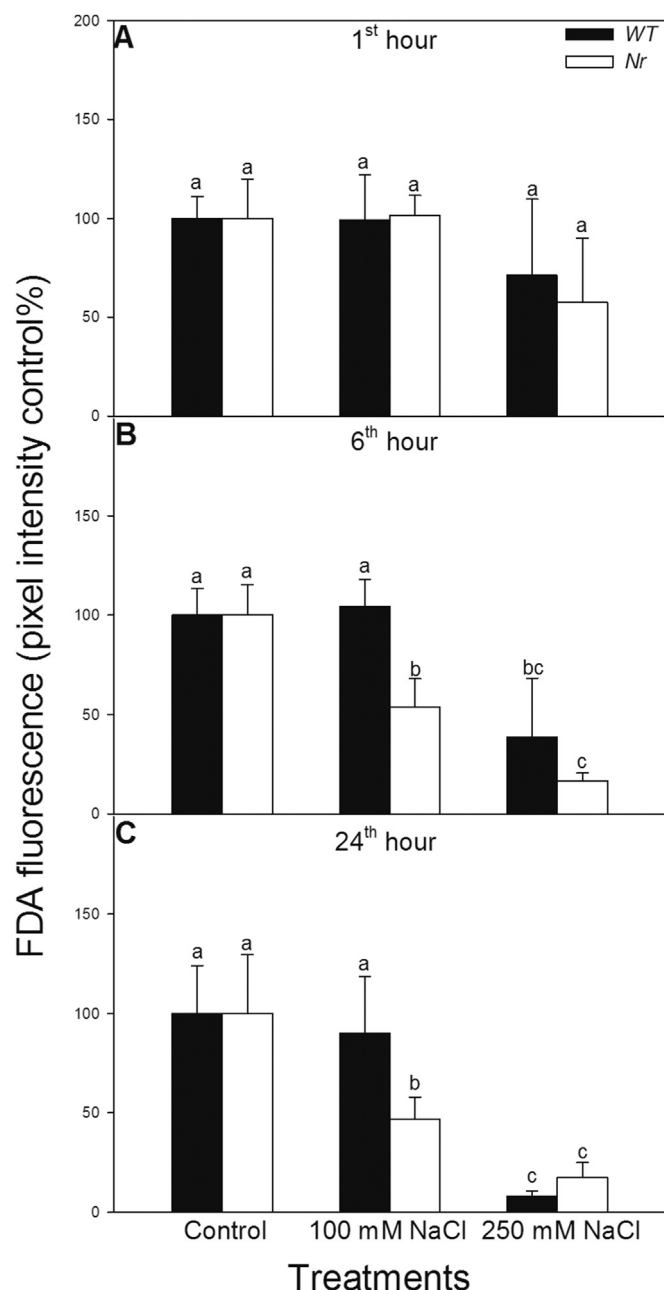 FDA fluorescence (pixel intensity control%)
A
1st hour
WT
Nr
200
150
100
50
0
a a a a a a
B
6th hour
150
100
50
0
a a a b bc c
C
24th hour
150
100
50
0
a a a b c c
Control 100 mM NaCl 250 mM NaCl
Treatments